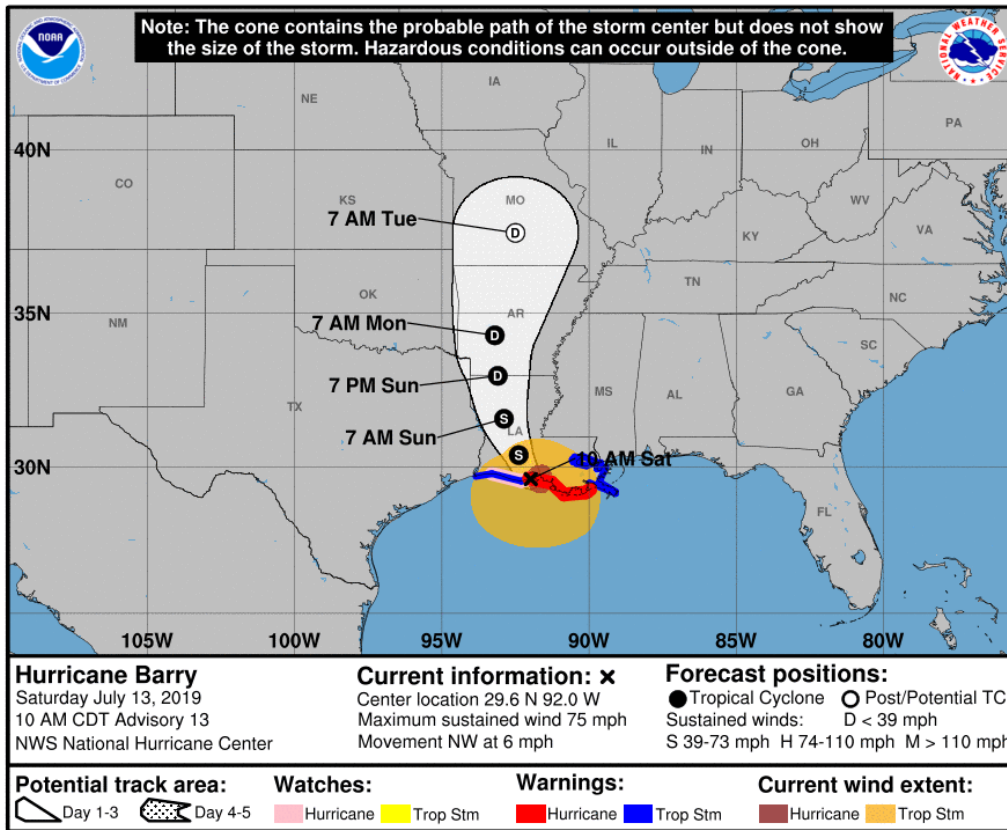 Note: The cone contains the probable path of the storm center but does not show
the size of the storm. Hazardous conditions can occur outside of the cone.
NOAA
NATIONAL WEATHER SERVICE
IA
NE
PA
40N
IL
IN
OH
CO
KS
MO
WV
7 AM Tue
D
VA
KY
OK
TN
NC
35N
NM
7 AM Mon
D
AR
SC
7 PM Sun
D
MS
AL
GA
TX
7 AM Sun
S
LA
S
10 AM Sat
30N
FL
105W
100W
95W
90W
85W
80W
Hurricane Barry
Saturday July 13, 2019
10 AM CDT Advisory 13
NWS National Hurricane Center
Current information: ×
Center location 29.6 N 92.0 W
Maximum sustained wind 75 mph
Movement NW at 6 mph
Forecast positions:
Tropical Cyclone Post/Potential TC
Sustained winds: D < 39 mph
S 39-73 mph H 74-110 mph M > 110 mph
Potential track area:
Day 1-3 Day 4-5
Watches:
Hurricane Trop Stm
Warnings:
Hurricane Trop Stm
Current wind extent:
Hurricane Trop Stm